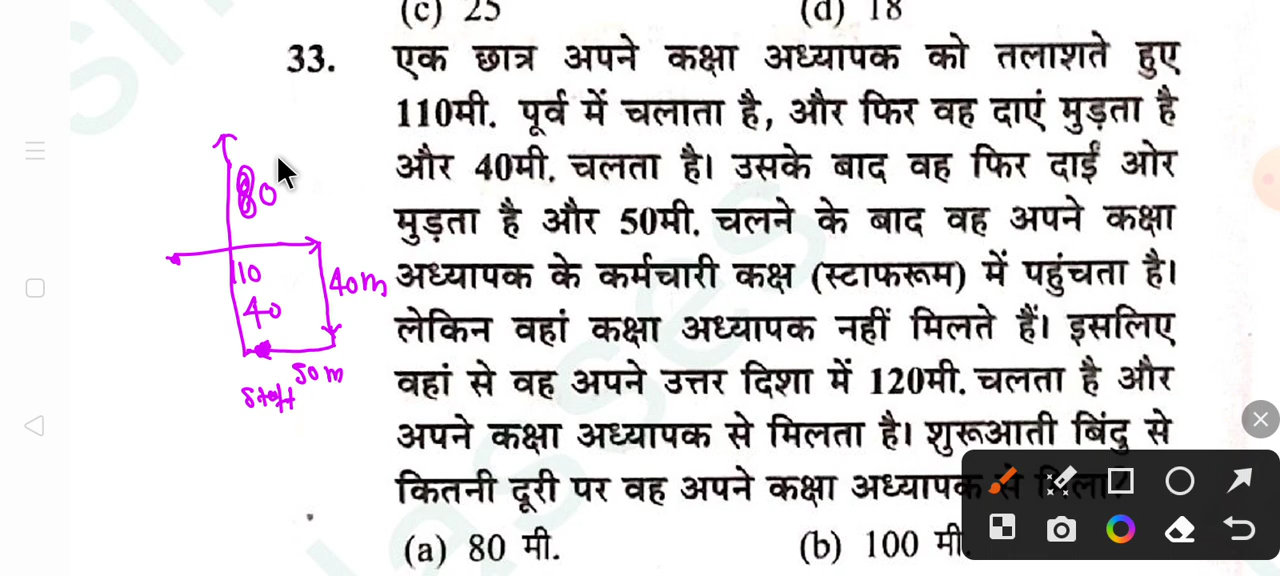 (c) 25 (d) 18
33. एक छात्र अपने कक्षा अध्यापक को तलाशते हुए
110मी. पूर्व में चलाता है, और फिर वह दाएं मुड़ता है
और 40मी. चलता है। उसके बाद वह फिर दाईं ओर
मुड़ता है और 50मी. चलने के बाद वह अपने कक्षा
अध्यापक के कर्मचारी कक्ष (स्टाफरूम) में पहुंचता है।
लेकिन वहां कक्षा अध्यापक नहीं मिलते हैं। इसलिए
वहां से वह अपने उत्तर दिशा में 120मी. चलता है और
अपने कक्षा अध्यापक से मिलता है। शुरूआती बिंदु से
कितनी दूरी पर वह अपने कक्षा अध्यापक से मिला?
(a) 80 मी. (b) 100 मी.
80
110
40m
40
50m
Staff